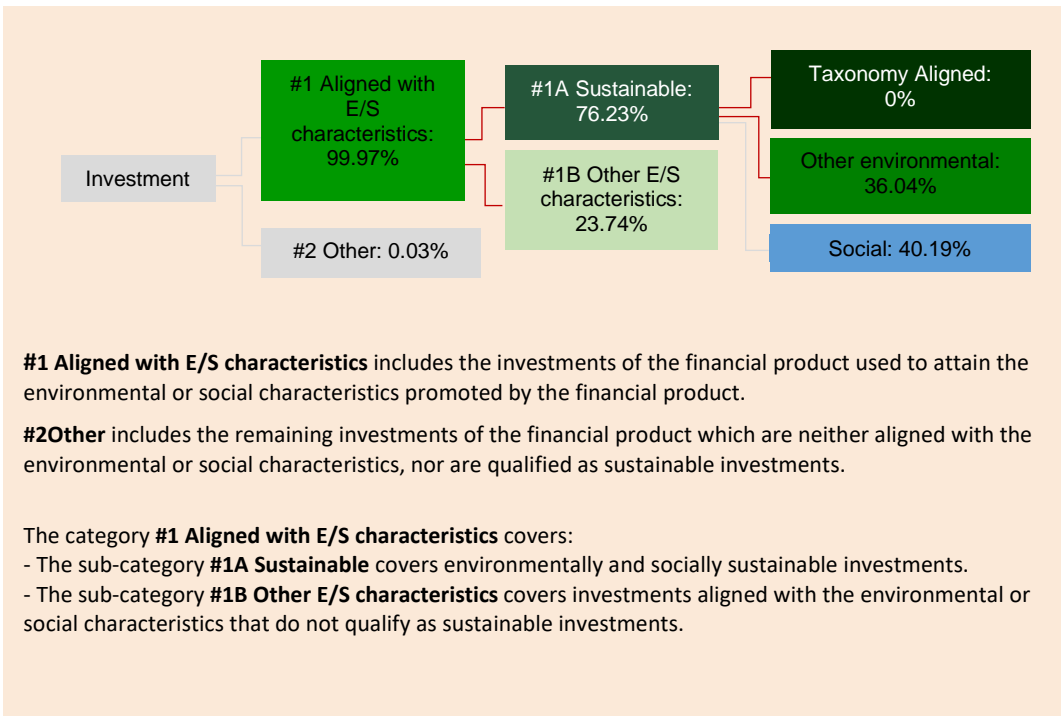 Investment
#1 Aligned with
E/S
characteristics:
99.97%
#2 Other: 0.03%
#1A Sustainable:
76.23%
#1B Other E/S
characteristics:
23.74%
Taxonomy Aligned:
0%
Other environmental:
36.04%
Social: 40.19%
#1 Aligned with E/S characteristics includes the investments of the financial product used to attain the
environmental or social characteristics promoted by the financial product.
#2Other includes the remaining investments of the financial product which are neither aligned with the
environmental or social characteristics, nor are qualified as sustainable investments.
The category #1 Aligned with E/S characteristics covers:
- The sub-category #1A Sustainable covers environmentally and socially sustainable investments.
- The sub-category #1B Other E/S characteristics covers investments aligned with the environmental or
social characteristics that do not qualify as sustainable investments.